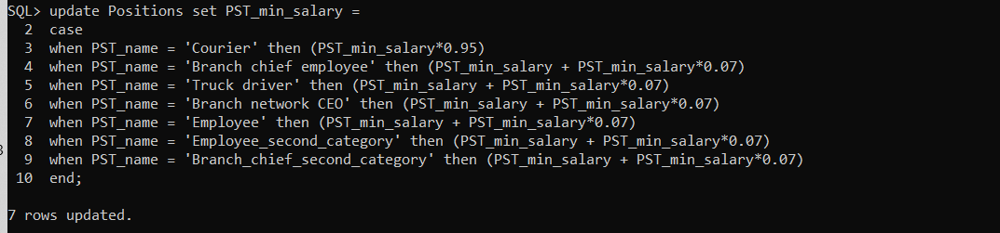 SQL> update Positions set PST_min_salary =
2 case
3 when PST_name = 'Courier' then (PST_min_salary*0.95)
4 when PST_name = 'Branch chief employee' then (PST_min_salary + PST_min_salary*0.07)
5 when PST_name = 'Truck driver' then (PST_min_salary + PST_min_salary*0.07)
6 when PST_name = 'Branch network CEO' then (PST_min_salary + PST_min_salary*0.07)
7 when PST_name = 'Employee' then (PST_min_salary + PST_min_salary*0.07)
8 when PST_name = 'Employee_second_category' then (PST_min_salary + PST_min_salary*0.07)
9 when PST_name = 'Branch_chief_second_category' then (PST_min_salary + PST_min_salary*0.07)
10 end;
7 rows updated.